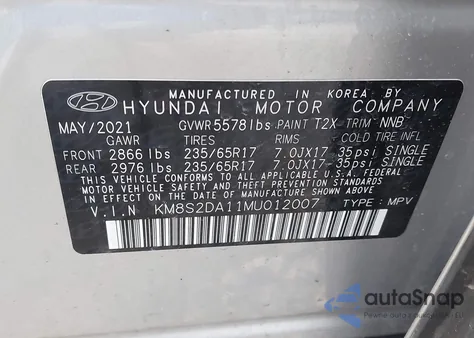 MANUFACTURED IN KOREA BY
HYUNDAI MOTOR COMPANY
MAY/2021 GVWR 5578lbs PAINT T2X TRIM NNB
GAWR TIRES RIMS COLD TIRE INFL
FRONT 2866 lbs 235/65R17 7.0JX17 35psi SINGLE
REAR 2976 lbs 235/65R17 7.0JX17 35psi SINGLE
THIS VEHICLE CONFORMS TO ALL APPLICABLE FEDERAL
MOTOR VEHICLE SAFETY, BUMPER, AND THEFT PREVENTION
STANDARDS IN EFFECT ON THE DATE OF MANUFACTURE SHOWN ABOVE.
V.I.N KM8S2DA11MU012007 TYPE : MPV
autoSnap